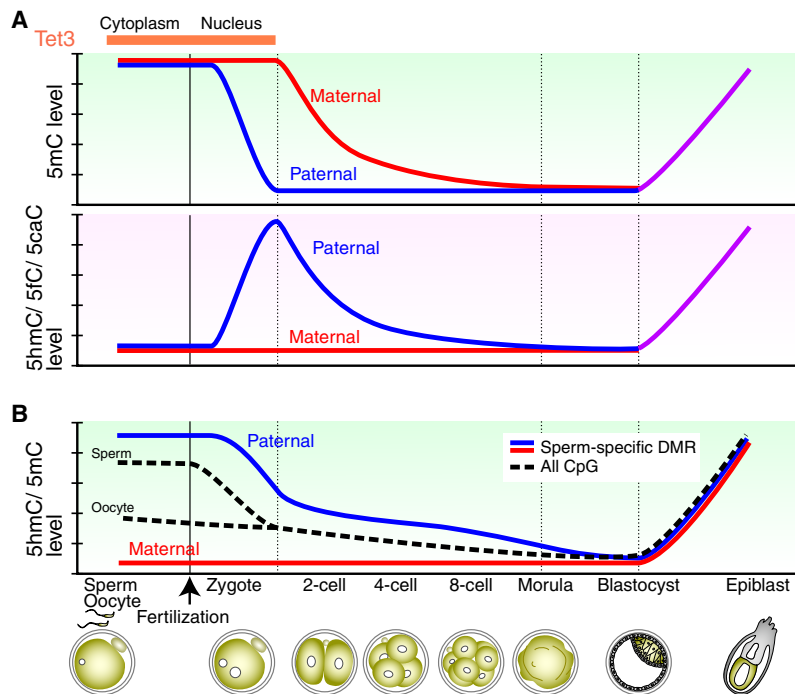 A
Cytoplasm Nucleus
Tet3
5mC level
Maternal
Paternal
5hmC/ 5fC/ 5caC
level
Paternal
Maternal
B
5hmC/ 5mC
level
Paternal
Sperm
Oocyte
Maternal
Sperm-specific DMR
All CpG
Sperm
Oocyte
Fertilization
Zygote
2-cell
4-cell
8-cell
Morula
Blastocyst
Epiblast